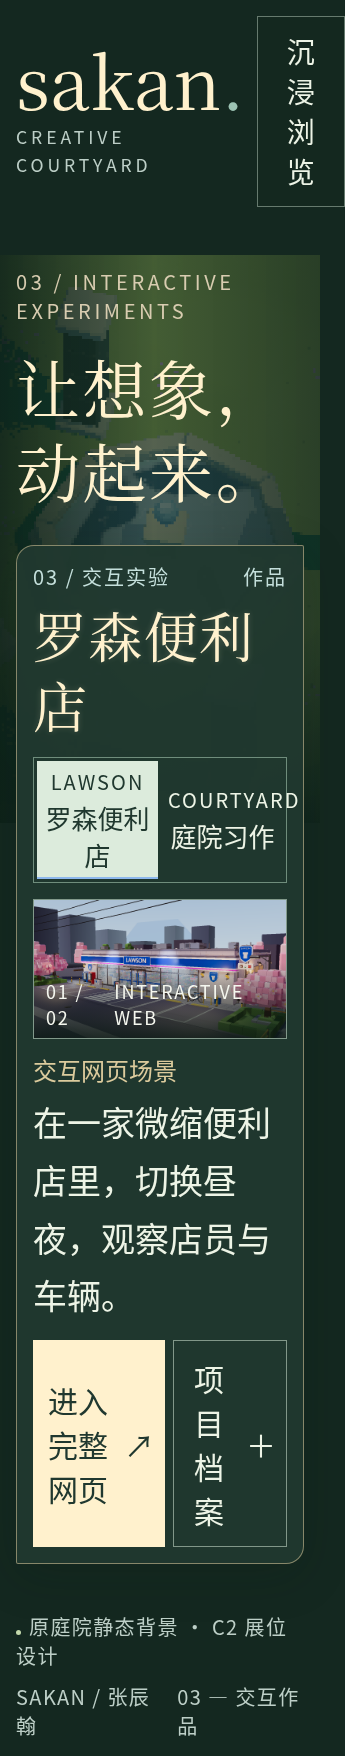 sakan.
CREATIVE
COURTYARD
沉
浸
浏
览
03 / INTERACTIVE
EXPERIMENTS
让想象，
动起来。
03 / 交互实验
作品
罗森便利
店
LAWSON
罗森便利
店
COURTYARD
庭院习作
LAWSON
01 /
02
INTERACTIVE
WEB
交互网页场景
在一家微缩便利
店里，切换昼
夜，观察店员与
车辆。
进入
完整
网页
↗
项
目
档
案
＋
原庭院静态背景 · C2 展位
设计
SAKAN / 张辰
翰
03 — 交互作
品